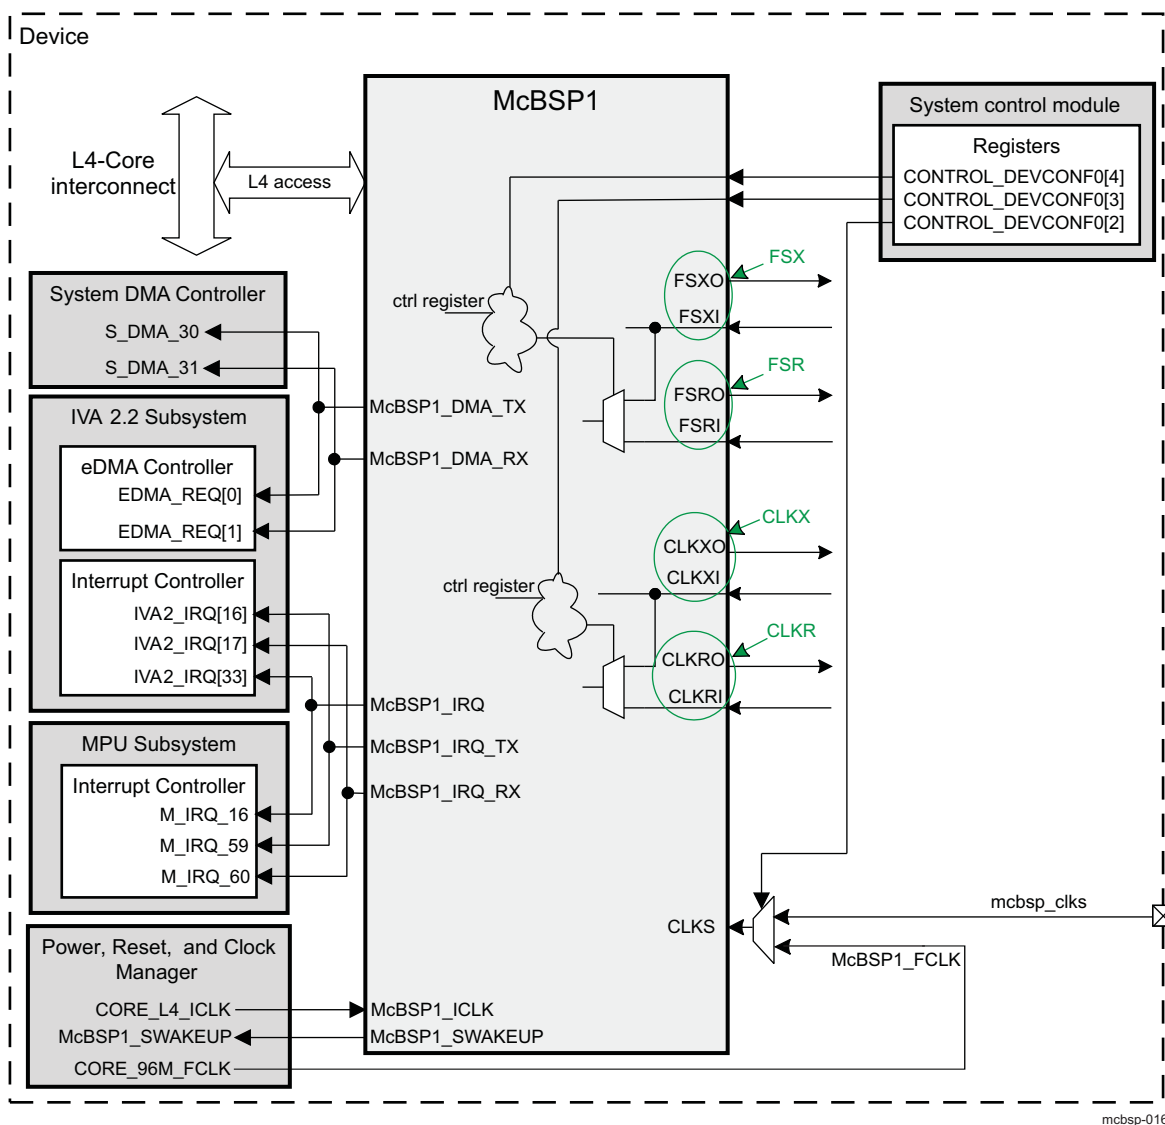 Device
McBSP1
System control module
Registers
CONTROL_DEVCONF0[4]
CONTROL_DEVCONF0[3]
CONTROL_DEVCONF0[2]
L4-Core
interconnect
L4 access
FSX
FSXO
FSXI
FSR
FSRO
FSRI
ctrl register
System DMA Controller
S_DMA_30
S_DMA_31
McBSP1_DMA_TX
McBSP1_DMA_RX
IVA 2.2 Subsystem
eDMA Controller
EDMA_REQ[0]
EDMA_REQ[1]
Interrupt Controller
IVA2_IRQ[16]
IVA2_IRQ[17]
IVA2_IRQ[33]
CLKX
CLKXO
CLKXI
ctrl register
CLKR
CLKRO
CLKRI
McBSP1_IRQ
McBSP1_IRQ_TX
McBSP1_IRQ_RX
MPU Subsystem
Interrupt Controller
M_IRQ_16
M_IRQ_59
M_IRQ_60
CLKS
mcbsp_clks
McBSP1_FCLK
Power, Reset, and Clock
Manager
CORE_L4_ICLK
McBSP1_SWAKEUP
CORE_96M_FCLK
McBSP1_ICLK
McBSP1_SWAKEUP
mcbsp-016